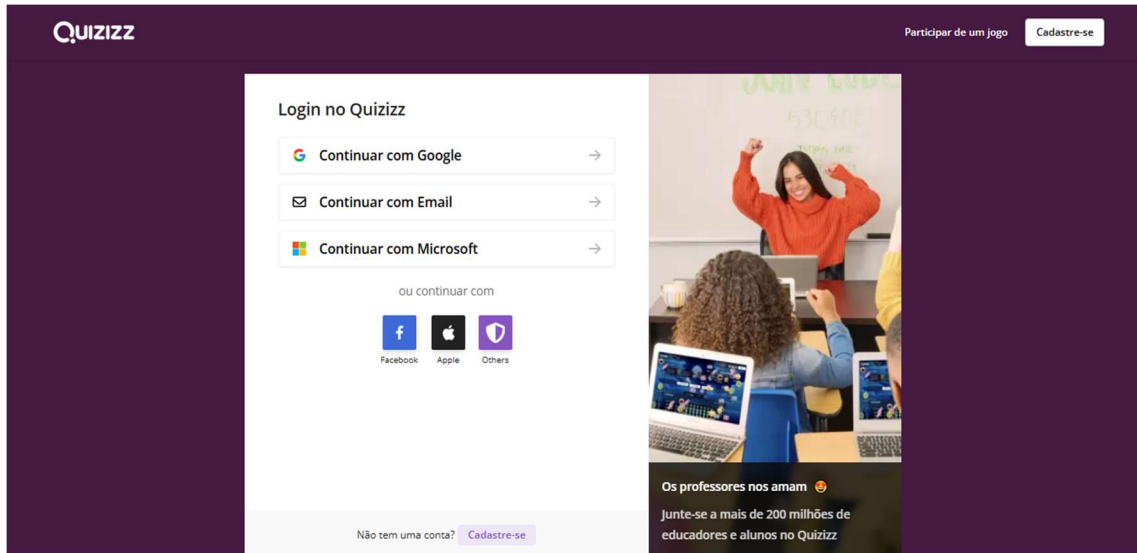 QUIZIZZ
Participar de um jogo
Cadastre-se
Login no Quizizz
Continuar com Google
Continuar com Email
Continuar com Microsoft
ou continuar com
Facebook
Apple
Others
Não tem uma conta? Cadastre-se
JOIN CODE
Os professores nos amam 🤩
Junte-se a mais de 200 milhões de
educadores e alunos no Quizizz